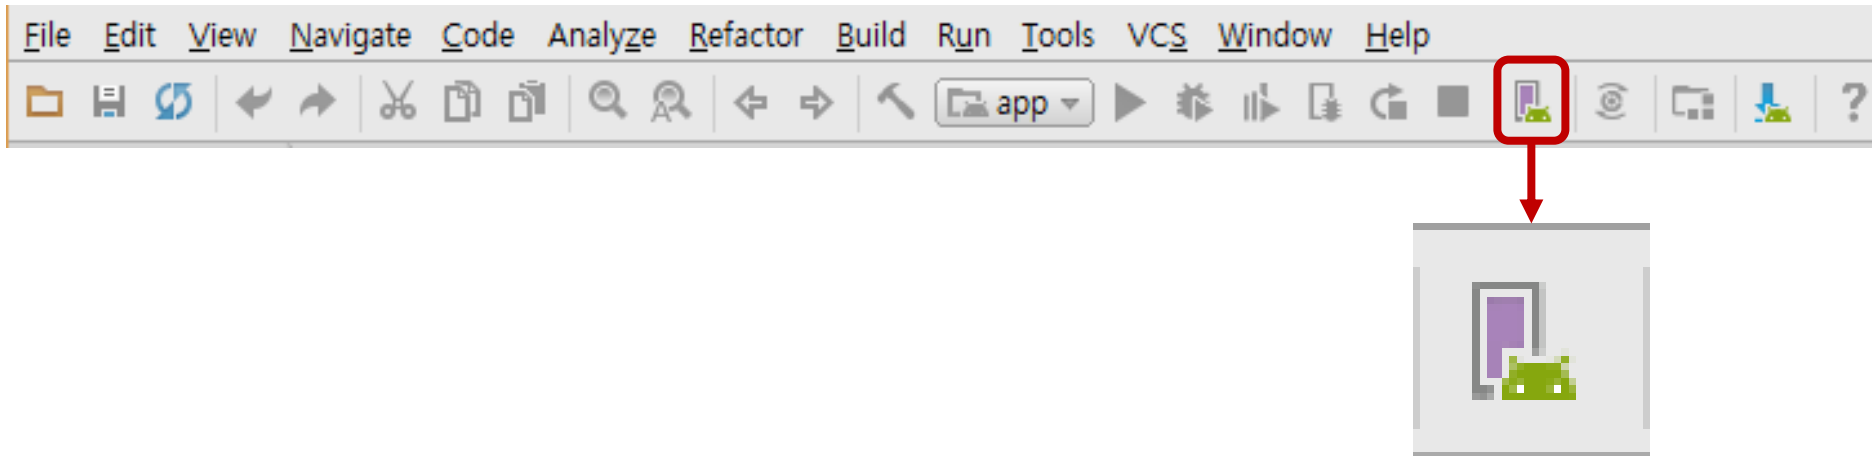 File Edit View Navigate Code Analyze Refactor Build Run Tools VCS Window Help
app
?